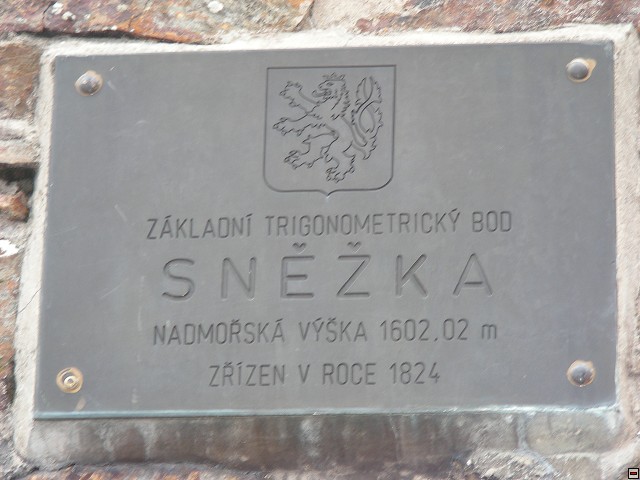 ZÁKLADNÍ TRIGONOMETRICKÝ BOD
SNĚŽKA
NADMOŘSKÁ VÝŠKA 1602.02 m
ZŘÍZEN V ROCE 1824